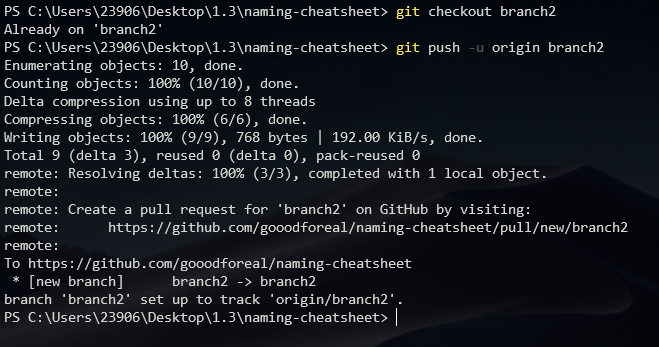 PS C:\Users\23906\Desktop\1.3\naming-cheatsheet> git checkout branch2
Already on 'branch2'
PS C:\Users\23906\Desktop\1.3\naming-cheatsheet> git push -u origin branch2
Enumerating objects: 10, done.
Counting objects: 100% (10/10), done.
Delta compression using up to 8 threads
Compressing objects: 100% (6/6), done.
Writing objects: 100% (9/9), 768 bytes | 192.00 KiB/s, done.
Total 9 (delta 3), reused 0 (delta 0), pack-reused 0
remote: Resolving deltas: 100% (3/3), completed with 1 local object.
remote:
remote: Create a pull request for 'branch2' on GitHub by visiting:
remote:      https://github.com/gooodforeal/naming-cheatsheet/pull/new/branch2
remote:
To https://github.com/gooodforeal/naming-cheatsheet
 * [new branch]      branch2 -> branch2
branch 'branch2' set up to track 'origin/branch2'.
PS C:\Users\23906\Desktop\1.3\naming-cheatsheet>